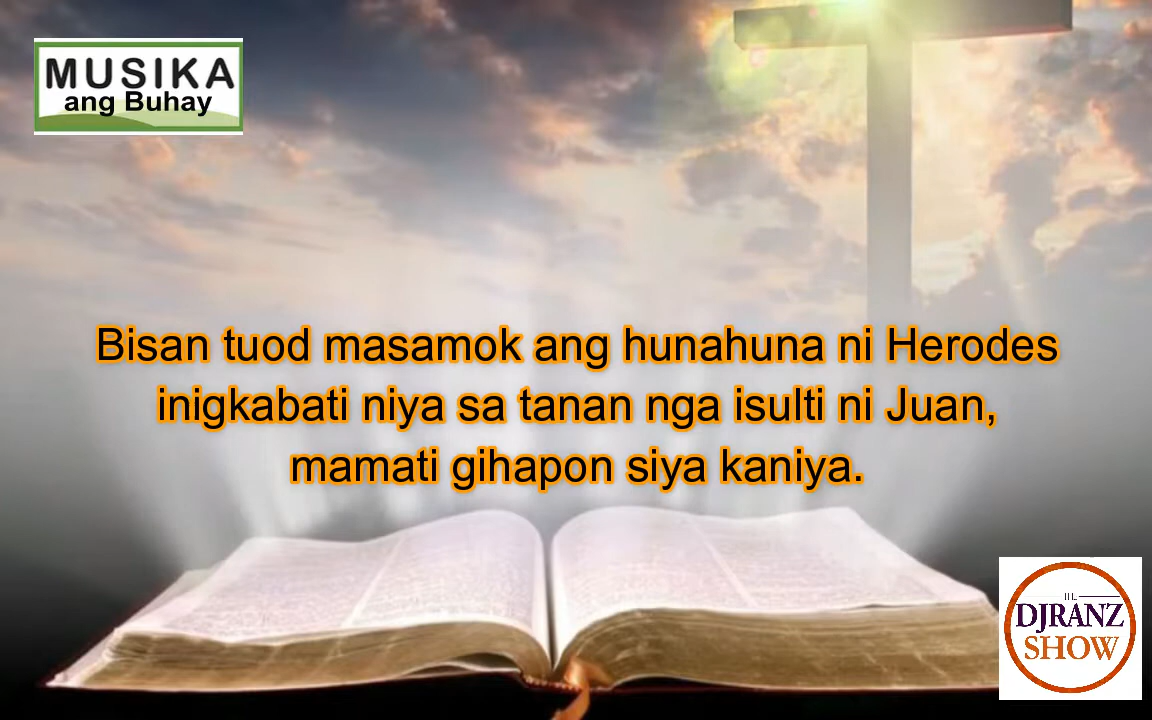 MUSIKA
ang Buhay
Bisan tuod masamok ang hunahuna ni Herodes
inigkabati niya sa tanan nga isulti ni Juan,
mamati gihapon siya kaniya.
DJRANZ
SHOW